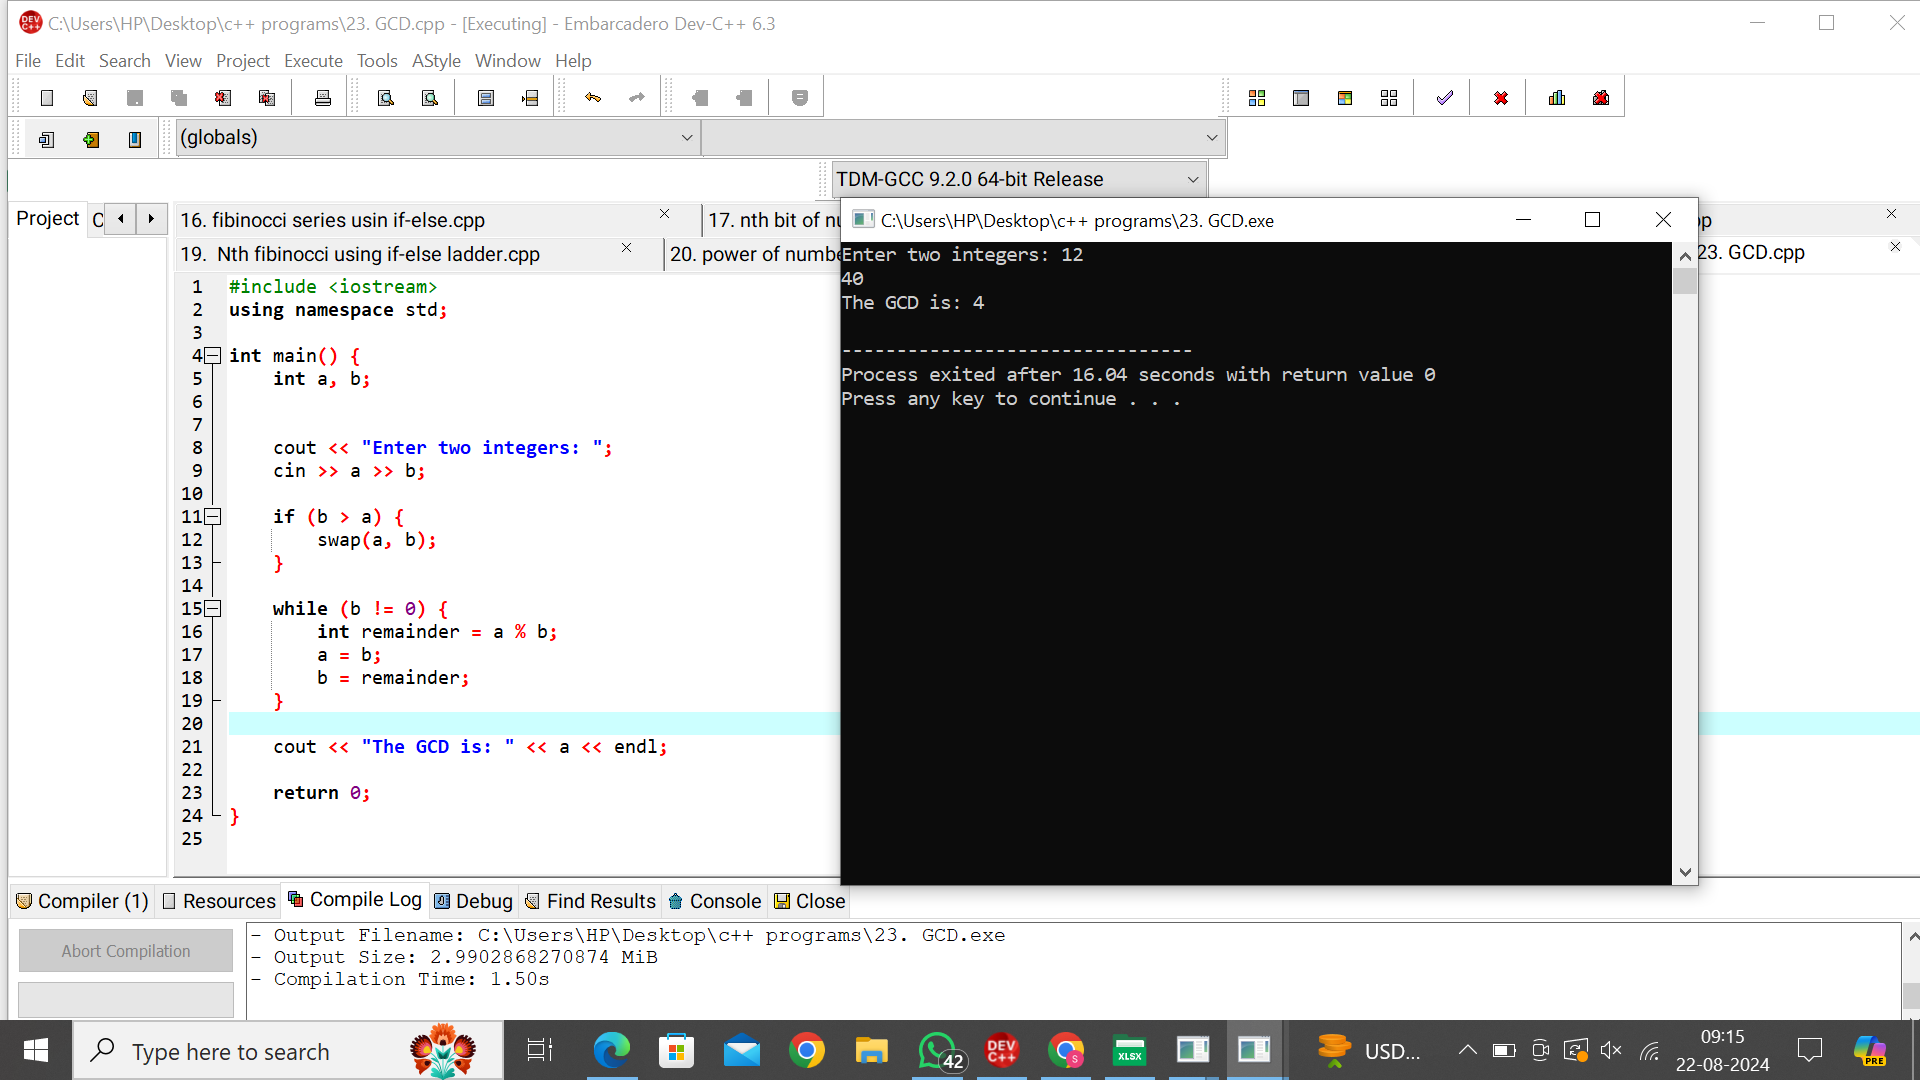 C:\Users\HP\Desktop\c++ programs\23. GCD.cpp - [Executing] - Embarcadero Dev-C++ 6.3
File Edit Search View Project Execute Tools AStyle Window Help
(globals)
TDM-GCC 9.2.0 64-bit Release
Project C
16. fibinocci series usin if-else.cpp
17. nth bit of nu
19. Nth fibinocci using if-else ladder.cpp
20. power of numbe
23. GCD.cpp
1 #include <iostream>
2 using namespace std;
3
4 int main() {
5 int a, b;
6
7
8 cout << "Enter two integers: ";
9 cin >> a >> b;
10
11 if (b > a) {
12 swap(a, b);
13 }
14
15 while (b != 0) {
16 int remainder = a % b;
17 a = b;
18 b = remainder;
19 }
20
21 cout << "The GCD is: " << a << endl;
22
23 return 0;
24 }
25
C:\Users\HP\Desktop\c++ programs\23. GCD.exe
Enter two integers: 12
40
The GCD is: 4
--------------------------------
Process exited after 16.04 seconds with return value 0
Press any key to continue . . .
Compiler (1) Resources Compile Log Debug Find Results Console Close
Abort Compilation
- Output Filename: C:\Users\HP\Desktop\c++ programs\23. GCD.exe
- Output Size: 2.9902868270874 MiB
- Compilation Time: 1.50s
Type here to search
42
DEV C++
S
XLSX
USD...
09:15
22-08-2024
PRE